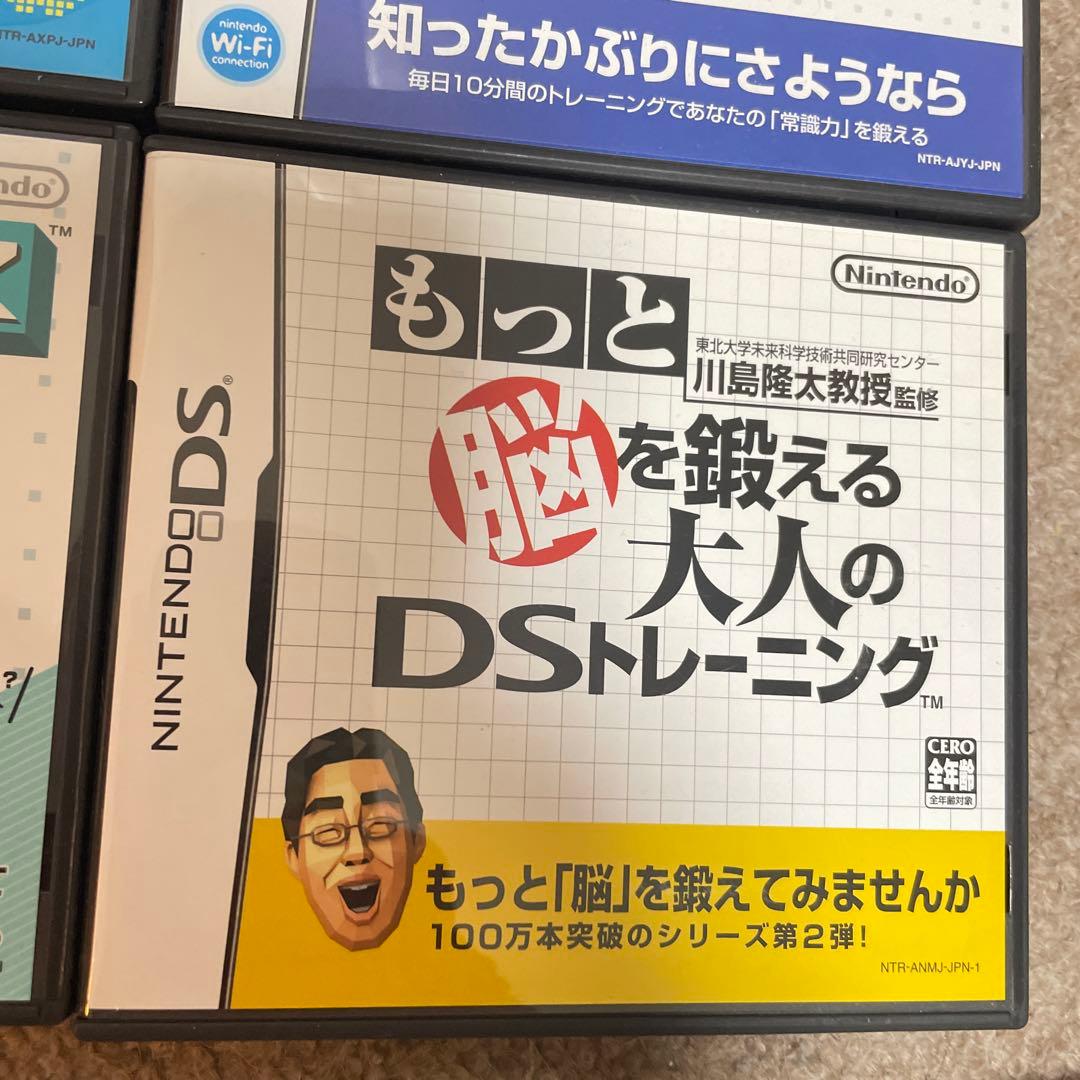 NTR-AXPJ-JPN
nintendo
Wi-Fi
connection
知ったかぶりにさようなら
毎日10分間のトレーニングであなたの「常識力」を鍛える
NTR-AJYJ-JPN
TM
?
NINTENDO DS®
もっと
Nintendo®
東北大学未来科学技術共同研究センター
川島隆太教授監修
脳を鍛える
大人の
DSトレーニング™
CERO
全年齢
全年齢対象
もっと「脳」を鍛えてみませんか
100万本突破のシリーズ第2弾!
NTR-ANMJ-JPN-1